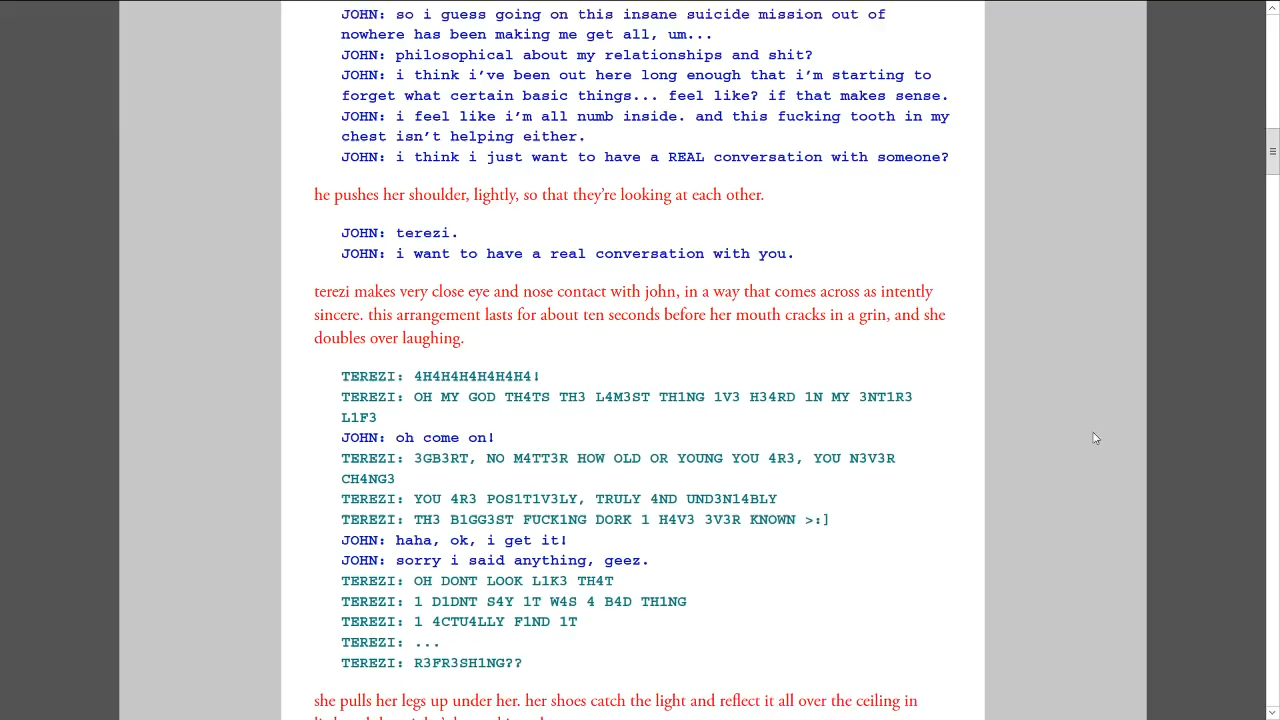 JOHN: so i guess going on this insane suicide mission out of
nowhere has been making me get all, um...
JOHN: philosophical about my relationships and shit?
JOHN: i think i’ve been out here long enough that i’m starting to
forget what certain basic things... feel like? if that makes sense.
JOHN: i feel like i’m all numb inside. and this fucking tooth in my
chest isn’t helping either.
JOHN: i think i just want to have a REAL conversation with someone?
he pushes her shoulder, lightly, so that they’re looking at each other.
JOHN: terezi.
JOHN: i want to have a real conversation with you.
terezi makes very close eye and nose contact with john, in a way that comes across as intently
sincere. this arrangement lasts for about ten seconds before her mouth cracks in a grin, and she
doubles over laughing.
TEREZI: 4H4H4H4H4H4H4!
TEREZI: OH MY GOD TH4TS TH3 L4M3ST TH1NG 1V3 H34RD 1N MY 3NT1R3
L1F3
JOHN: oh come on!
TEREZI: 3GB3RT, NO M4TT3R HOW OLD OR YOUNG YOU 4R3, YOU N3V3R
CH4NG3
TEREZI: YOU 4R3 POS1T1V3LY, TRULY 4ND UND3N14BLY
TEREZI: TH3 B1GG3ST FUCK1NG DORK 1 H4V3 3V3R KNOWN >:]
JOHN: haha, ok, i get it!
JOHN: sorry i said anything, geez.
TEREZI: OH DONT LOOK L1K3 TH4T
TEREZI: 1 D1DNT S4Y 1T W4S 4 B4D TH1NG
TEREZI: 1 4CTU4LLY F1ND 1T
TEREZI: ...
TEREZI: R3FR3SH1NG??
she pulls her legs up under her. her shoes catch the light and reflect it all over the ceiling in